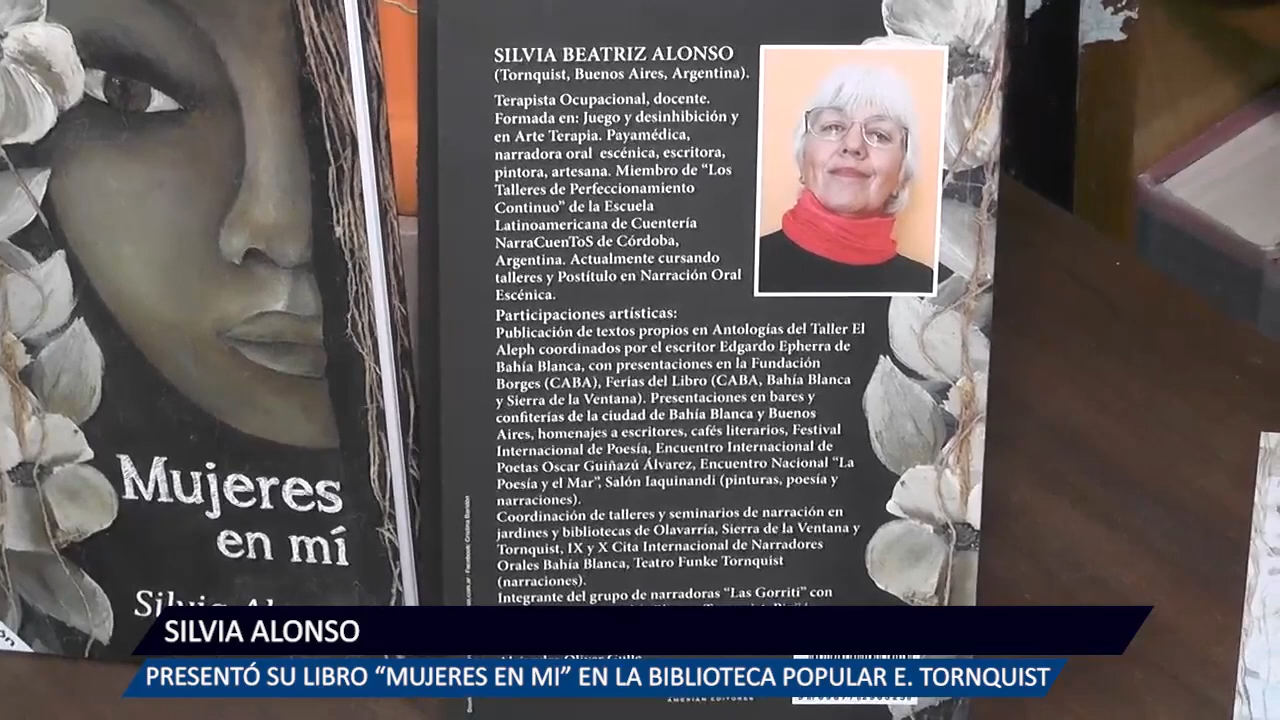 Mujeres
en mí
SILVIA BEATRIZ ALONSO
(Tornquist, Buenos Aires, Argentina).
Terapista Ocupacional, docente.
Formada en: Juego y desinhibición y
en Arte Terapia. Payamédica,
narradora oral escénica, escritora,
pintora, artesana. Miembro de “Los
Talleres de Perfeccionamiento
Continuo” de la Escuela
Latinoamericana de Cuentería
NarraCuenToS de Córdoba,
Argentina. Actualmente cursando
talleres y Postítulo en Narración Oral
Escénica.
Participaciones artísticas:
Publicación de textos propios en Antologías del Taller El
Aleph coordinados por el escritor Edgardo Epherra de
Bahía Blanca, con presentaciones en la Fundación
Borges (CABA), Ferías del Libro (CABA, Bahía Blanca
y Sierra de la Ventana). Presentaciones en bares y
confiterías de la ciudad de Bahía Blanca y Buenos
Aires, homenajes a escritores, cafés literarios, Festival
Internacional de Poesía, Encuentro Internacional de
Poetas Oscar Guiñazú Álvarez, Encuentro Nacional “La
Poesía y el Mar”, Salón Iaquinandi (pinturas, poesía y
narraciones).
Coordinación de talleres y seminarios de narración en
jardines y bibliotecas de Olavarría, Sierra de la Ventana y
Tornquist, IX y X Cita Internacional de Narradores
Orales Bahía Blanca, Teatro Funke Tornquist
(narraciones).
Integrante del grupo de narradoras “Las Gorriti” con
SILVIA ALONSO
PRESENTÓ SU LIBRO “MUJERES EN MI” EN LA BIBLIOTECA POPULAR E. TORNQUIST